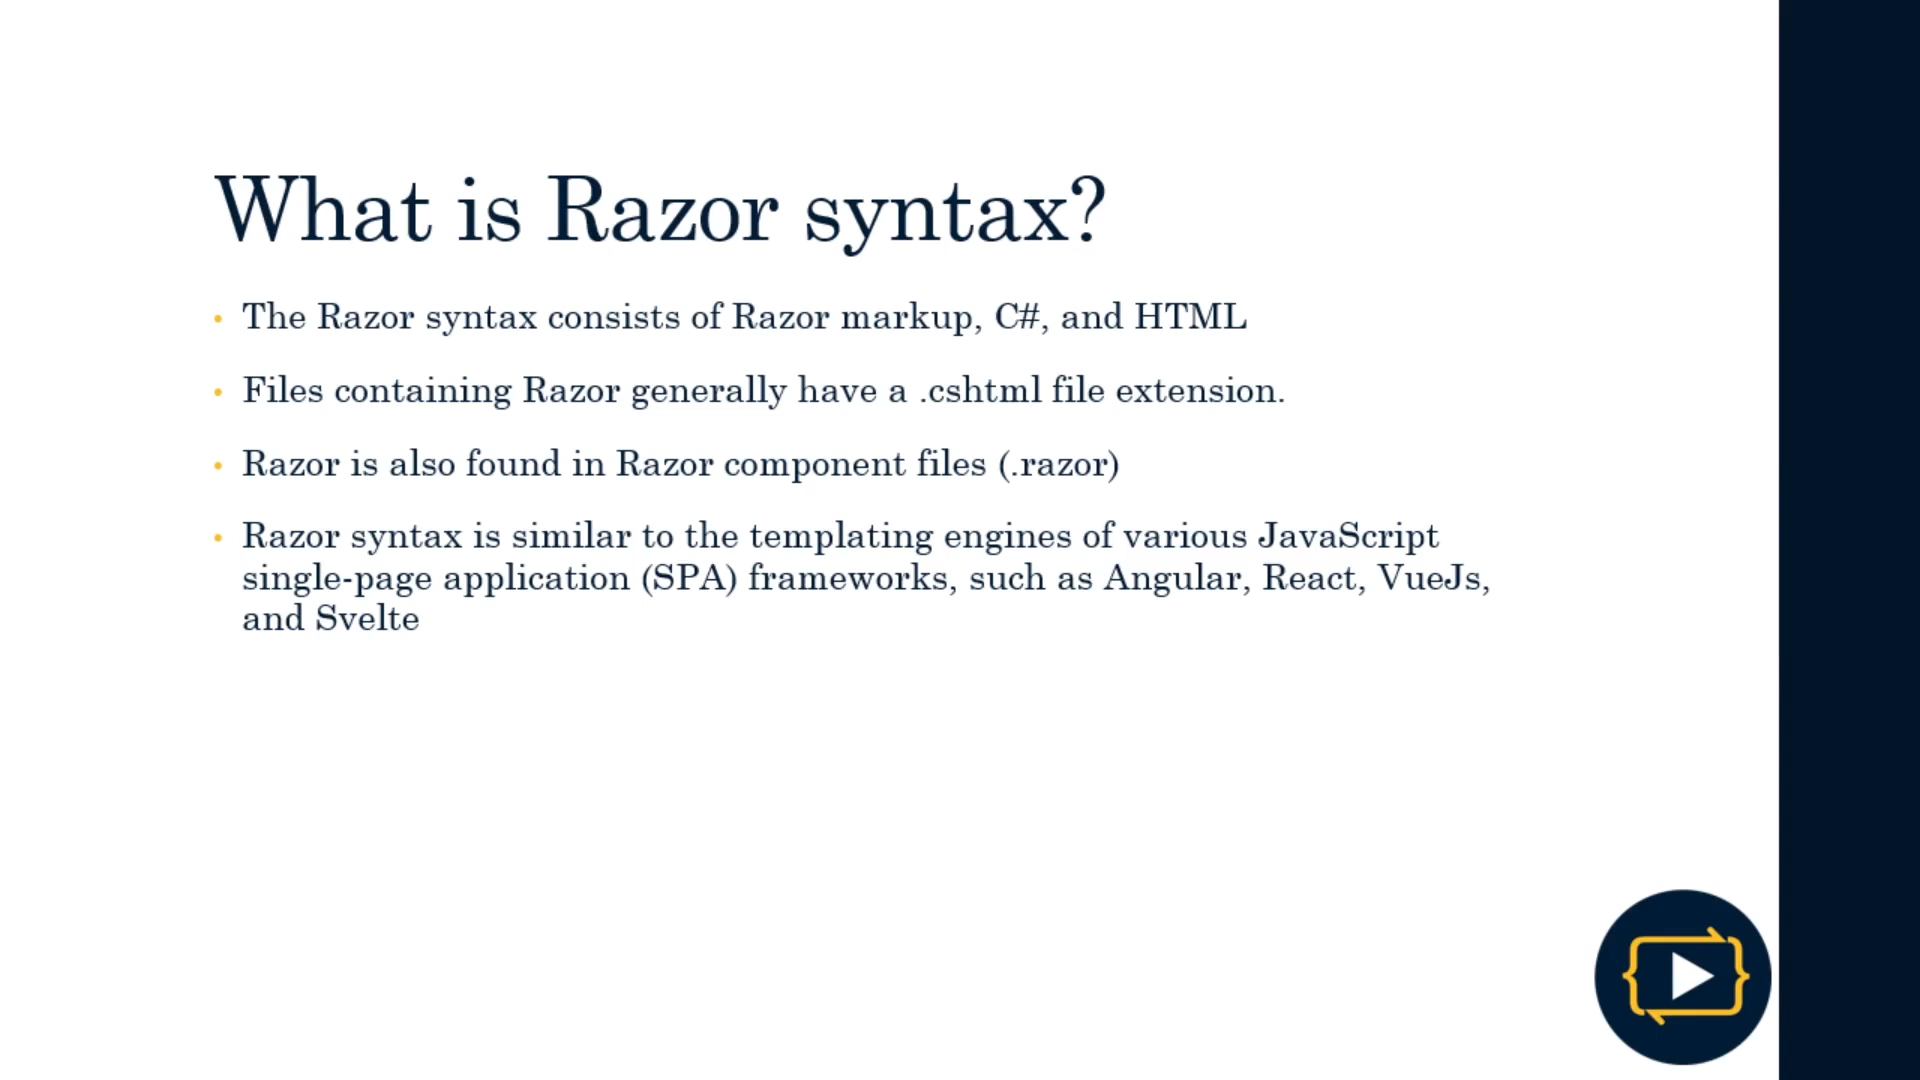 What is Razor syntax?
• The Razor syntax consists of Razor markup, C#, and HTML
• Files containing Razor generally have a .cshtml file extension.
• Razor is also found in Razor component files (.razor)
• Razor syntax is similar to the templating engines of various JavaScript
single-page application (SPA) frameworks, such as Angular, React, VueJs,
and Svelte